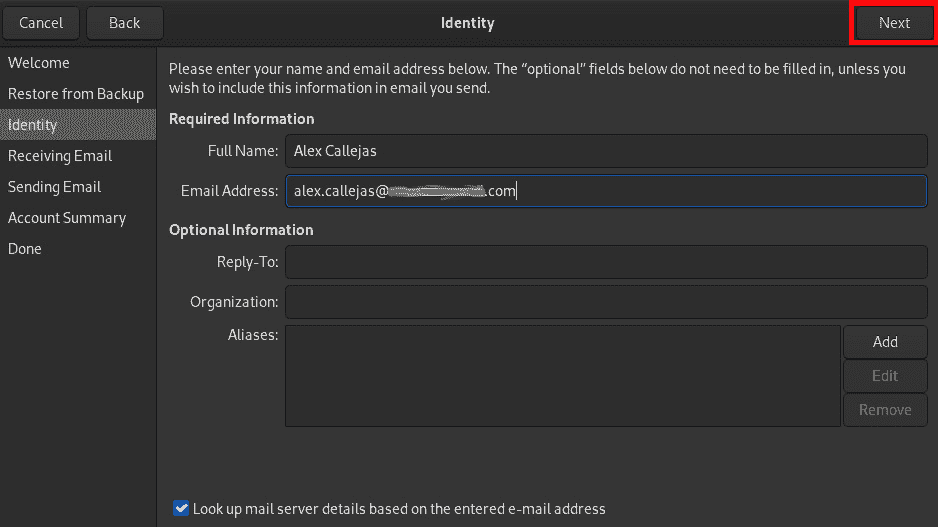 Cancel
Back
Identity
Next
Welcome
Restore from Backup
Identity
Receiving Email
Sending Email
Account Summary
Done
Please enter your name and email address below. The “optional” fields below do not need to be filled in, unless you
wish to include this information in email you send.
Required Information
Full Name: Alex Callejas
Email Address: alex.callejas@ .com
Optional Information
Reply-To:
Organization:
Aliases:
Add
Edit
Remove
Look up mail server details based on the entered e-mail address